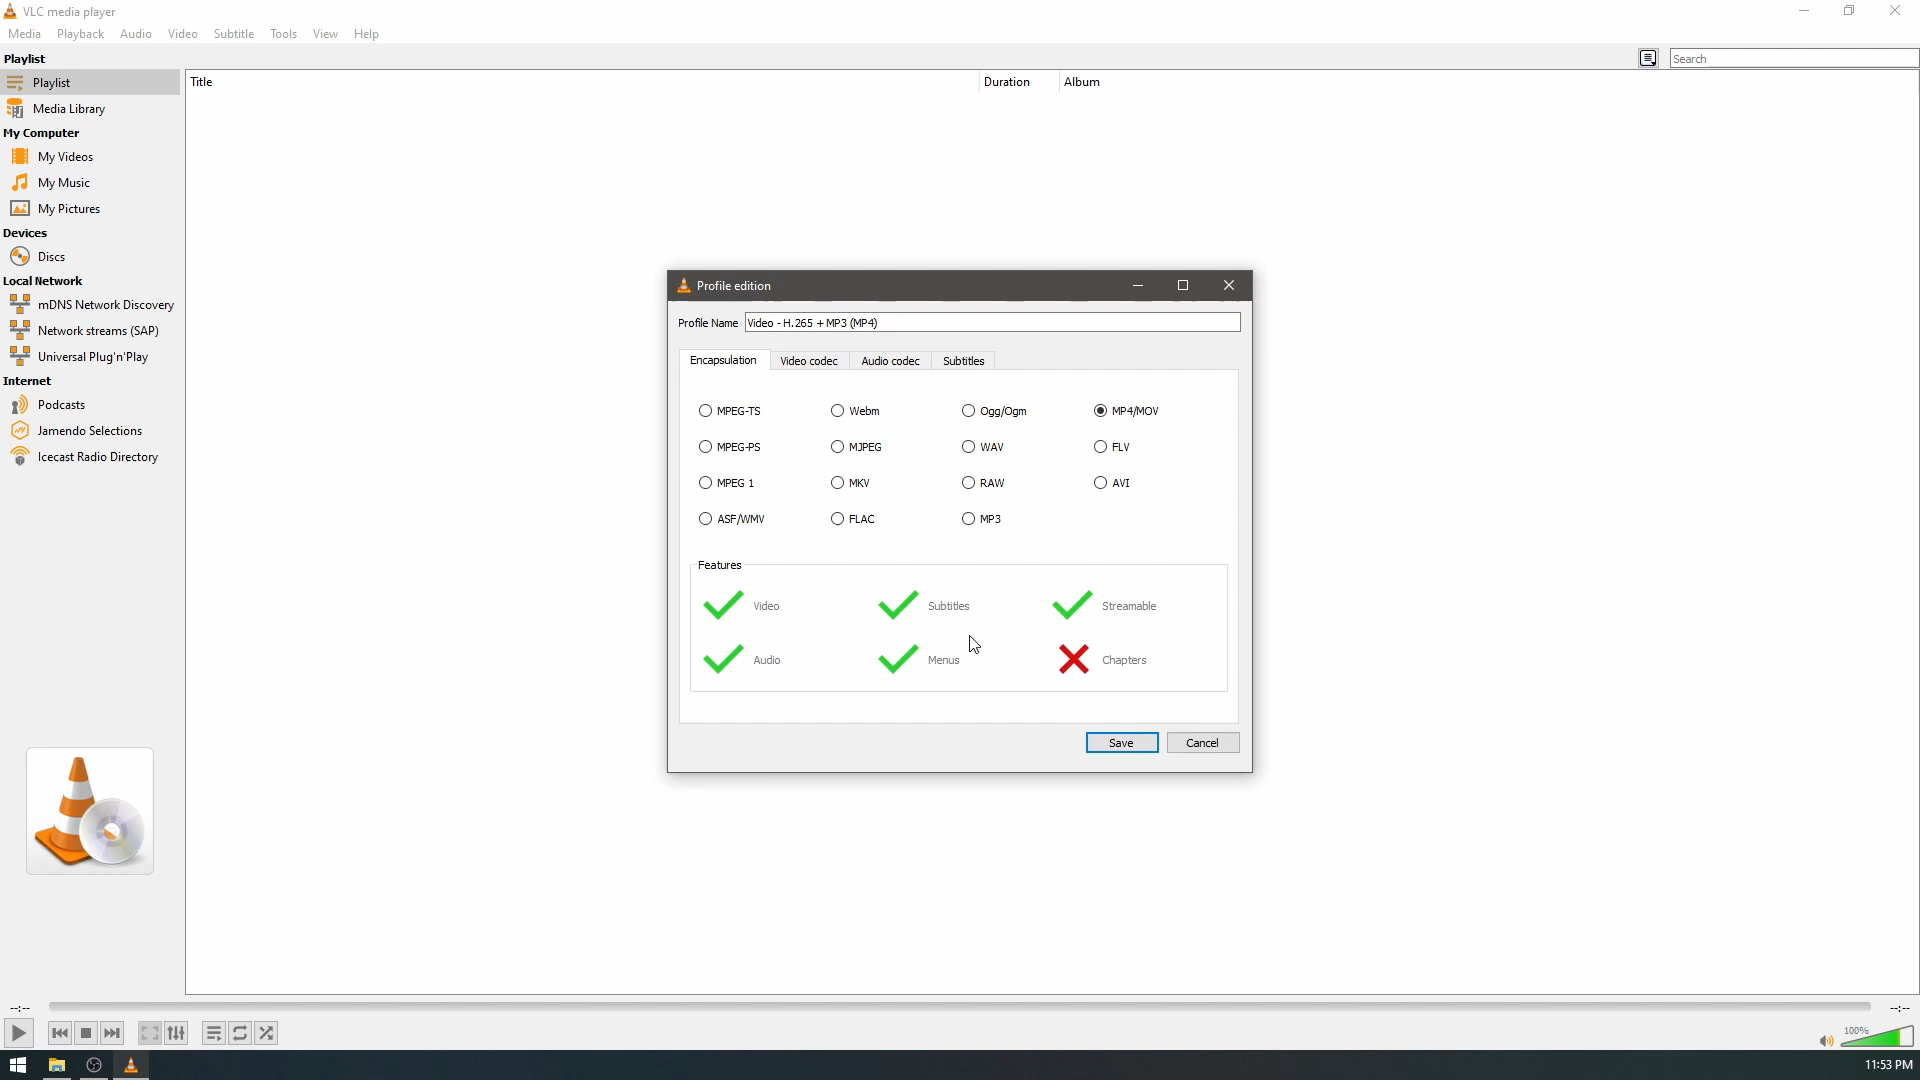 VLC media player
Media Playback Audio Video Subtitle Tools View Help
Playlist
Search
Playlist
Title Duration Album
Media Library
My Computer
My Videos
My Music
My Pictures
Devices
Discs
Local Network
mDNS Network Discovery
Network streams (SAP)
Universal Plug'n'Play
Internet
Podcasts
Jamendo Selections
Icecast Radio Directory
Profile edition
Profile Name Video - H.265 + MP3 (MP4)
Encapsulation Video codec Audio codec Subtitles
MPEG-TS Webm Ogg/Ogm MP4/MOV
MPEG-PS MJPEG WAV FLV
MPEG 1 MKV RAW AVI
ASF/WMV FLAC MP3
Features
Video Subtitles Streamable
Audio Menus Chapters
Save Cancel
--:-- --:--
100%
11:53 PM